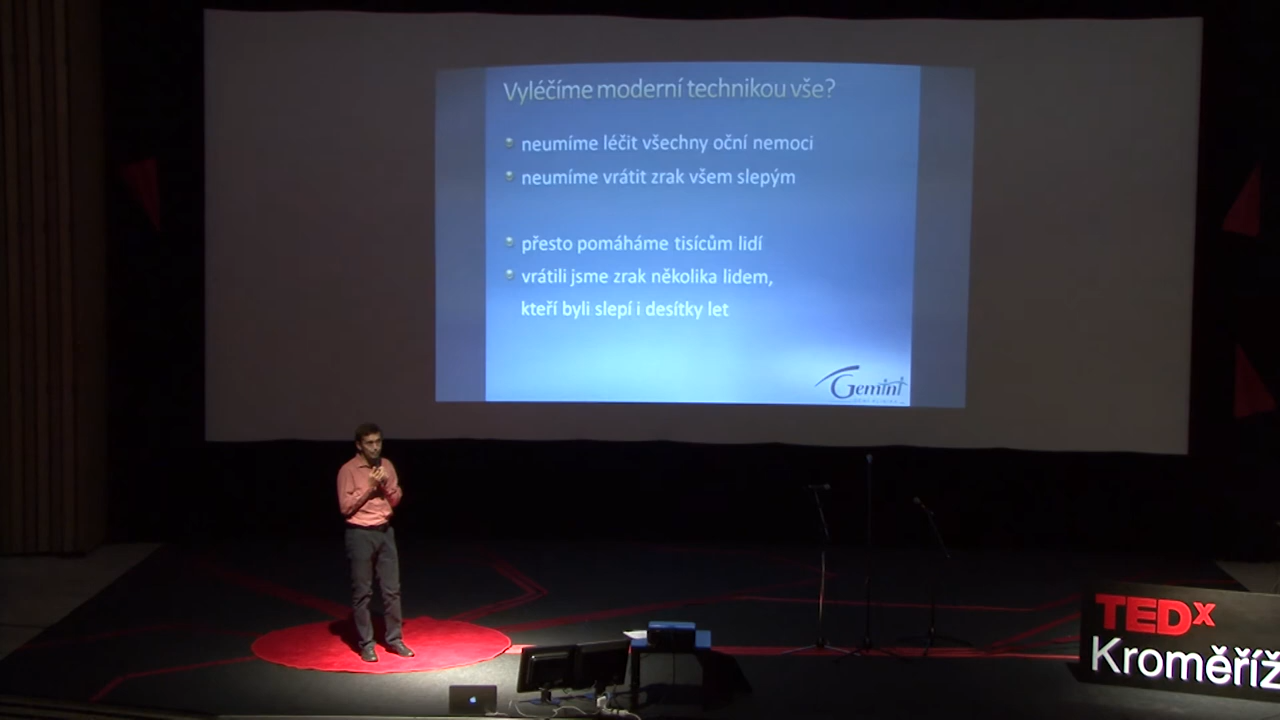 Vyléčíme moderní technikou vše?
neumíme léčit všechny oční nemoci
neumíme vrátit zrak všem slepým
přesto pomáháme tisícům lidí
vrátili jsme zrak několika lidem,
kteří byli slepí i desítky let
Gemini
TEDx
Kroměříž